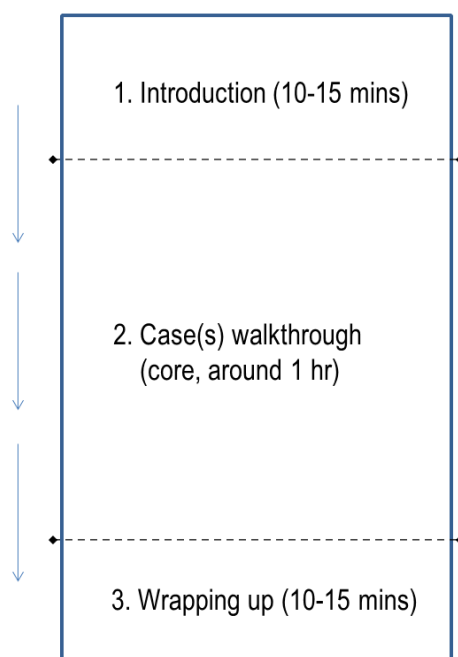 1. Introduction (10-15 mins)
2. Case(s) walkthrough
(core, around 1 hr)
3. Wrapping up (10-15 mins)